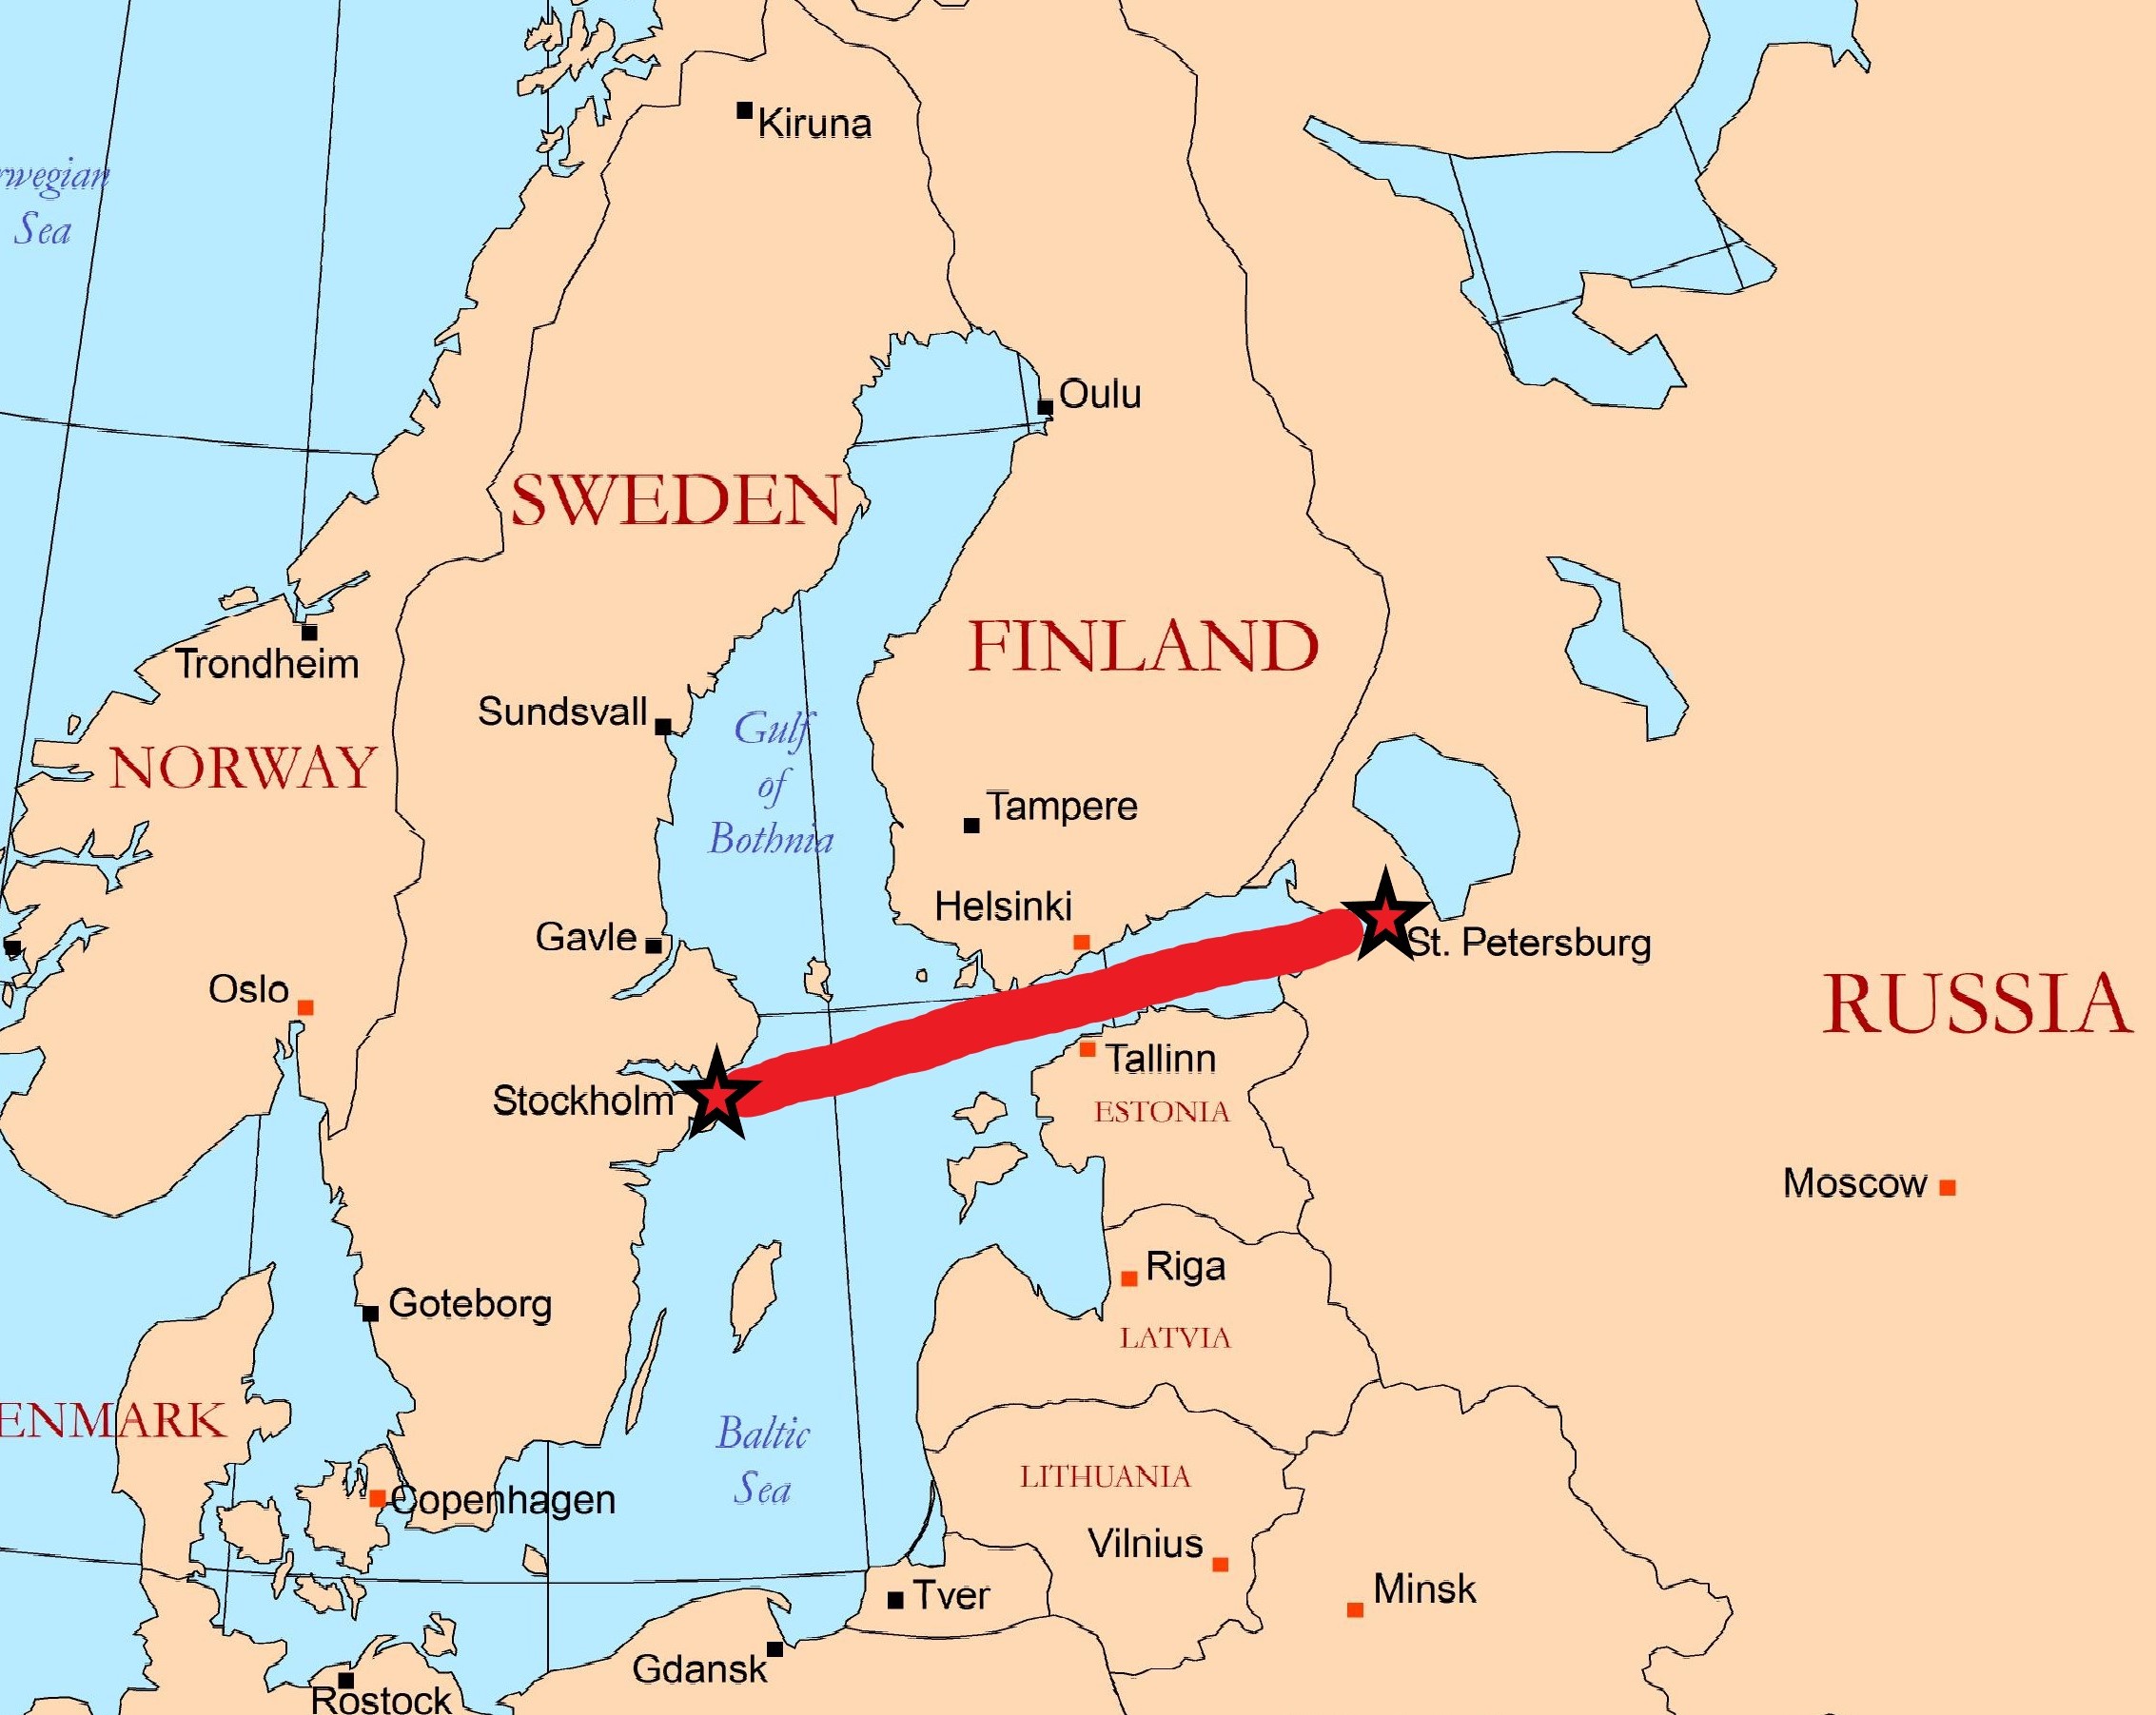 Kiruna
rwegian
Sea
Oulu
SWEDEN
FINLAND
Trondheim
Sundsvall
Gulf
of
Bothnia
NORWAY
Tampere
Helsinki
Gavle
St. Petersburg
Oslo
RUSSIA
Tallinn
Stockholm
ESTONIA
Moscow
Riga
Goteborg
LATVIA
ENMARK
Baltic
Sea
LITHUANIA
Copenhagen
Vilnius
Tver
Minsk
Gdansk
Rostock